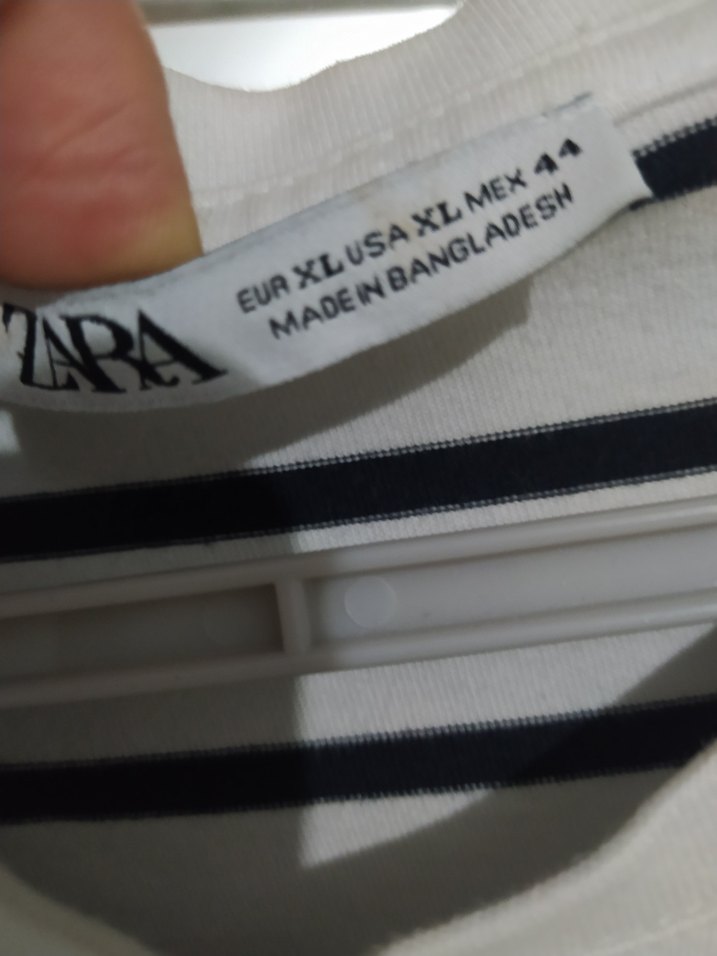 ZARA
EUR XL USA XL MEX 44
MADE IN BANGLADESH